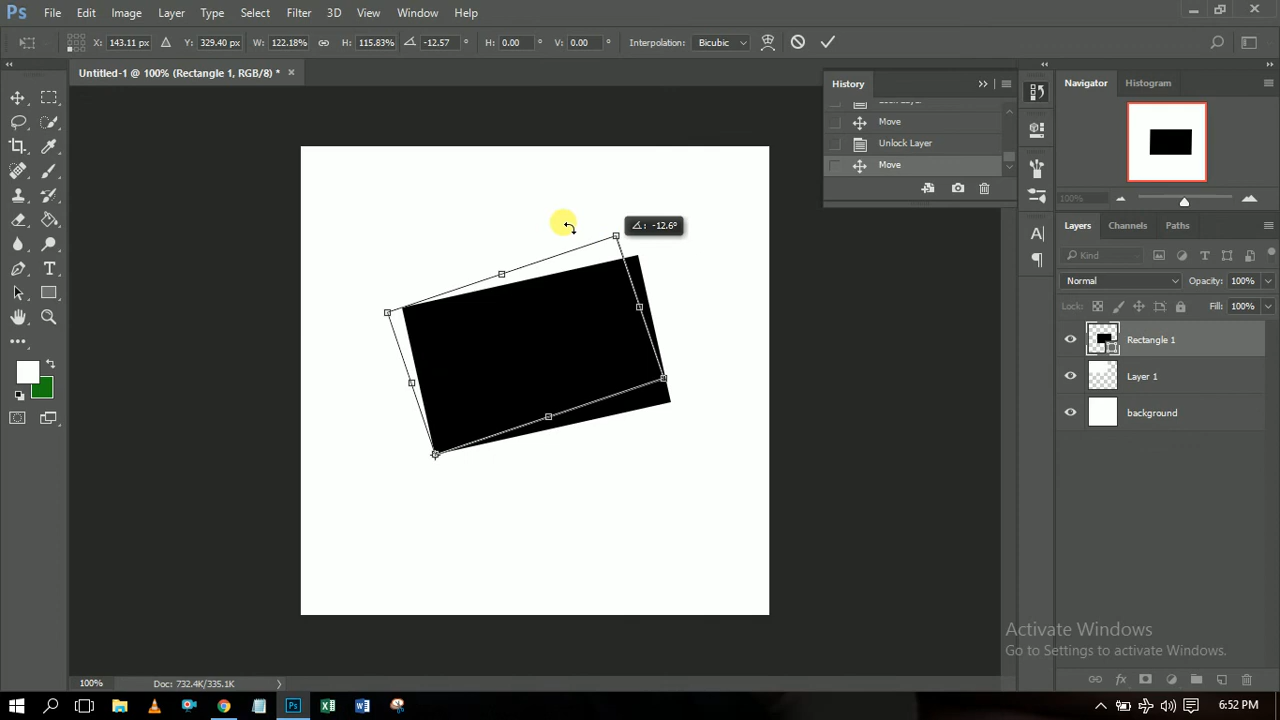 Ps File Edit Image Layer Type Select Filter 3D View Window Help
X: 143.11 px Y: 329.40 px W: 122.18% H: 115.83% -12.57 ° H: 0.00 ° V: 0.00 ° Interpolation: Bicubic
Untitled-1 @ 100% (Rectangle 1, RGB/8) * ×
History
Move
Unlock Layer
Move
Navigator Histogram
100%
Layers Channels Paths
Kind
Normal Opacity: 100%
Lock: Fill: 100%
Rectangle 1
Layer 1
background
-12.6°
Activate Windows
Go to Settings to activate Windows.
100% Doc: 732.4K/335.1K
6:52 PM